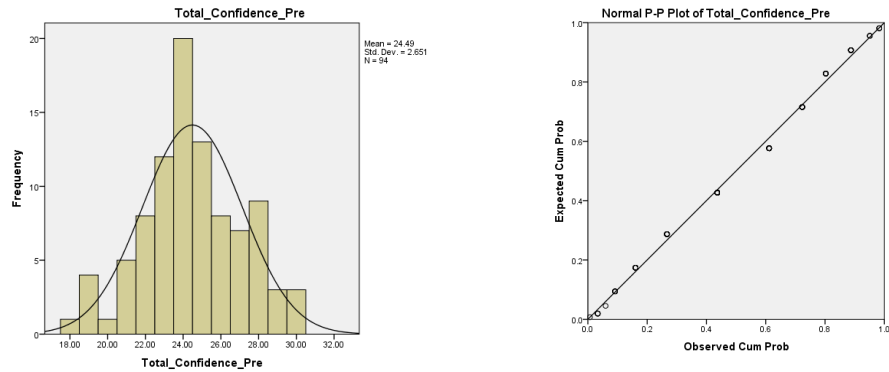 Total_Confidence_Pre
Mean = 24.49
Std. Dev. = 2.651
N = 94
Frequency
20
15
10
5
0
18.00 20.00 22.00 24.00 26.00 28.00 30.00 32.00
Total_Confidence_Pre
Normal P-P Plot of Total_Confidence_Pre
Expected Cum Prob
1.0
0.8
0.6
0.4
0.2
0.0
0.0 0.2 0.4 0.6 0.8 1.0
Observed Cum Prob